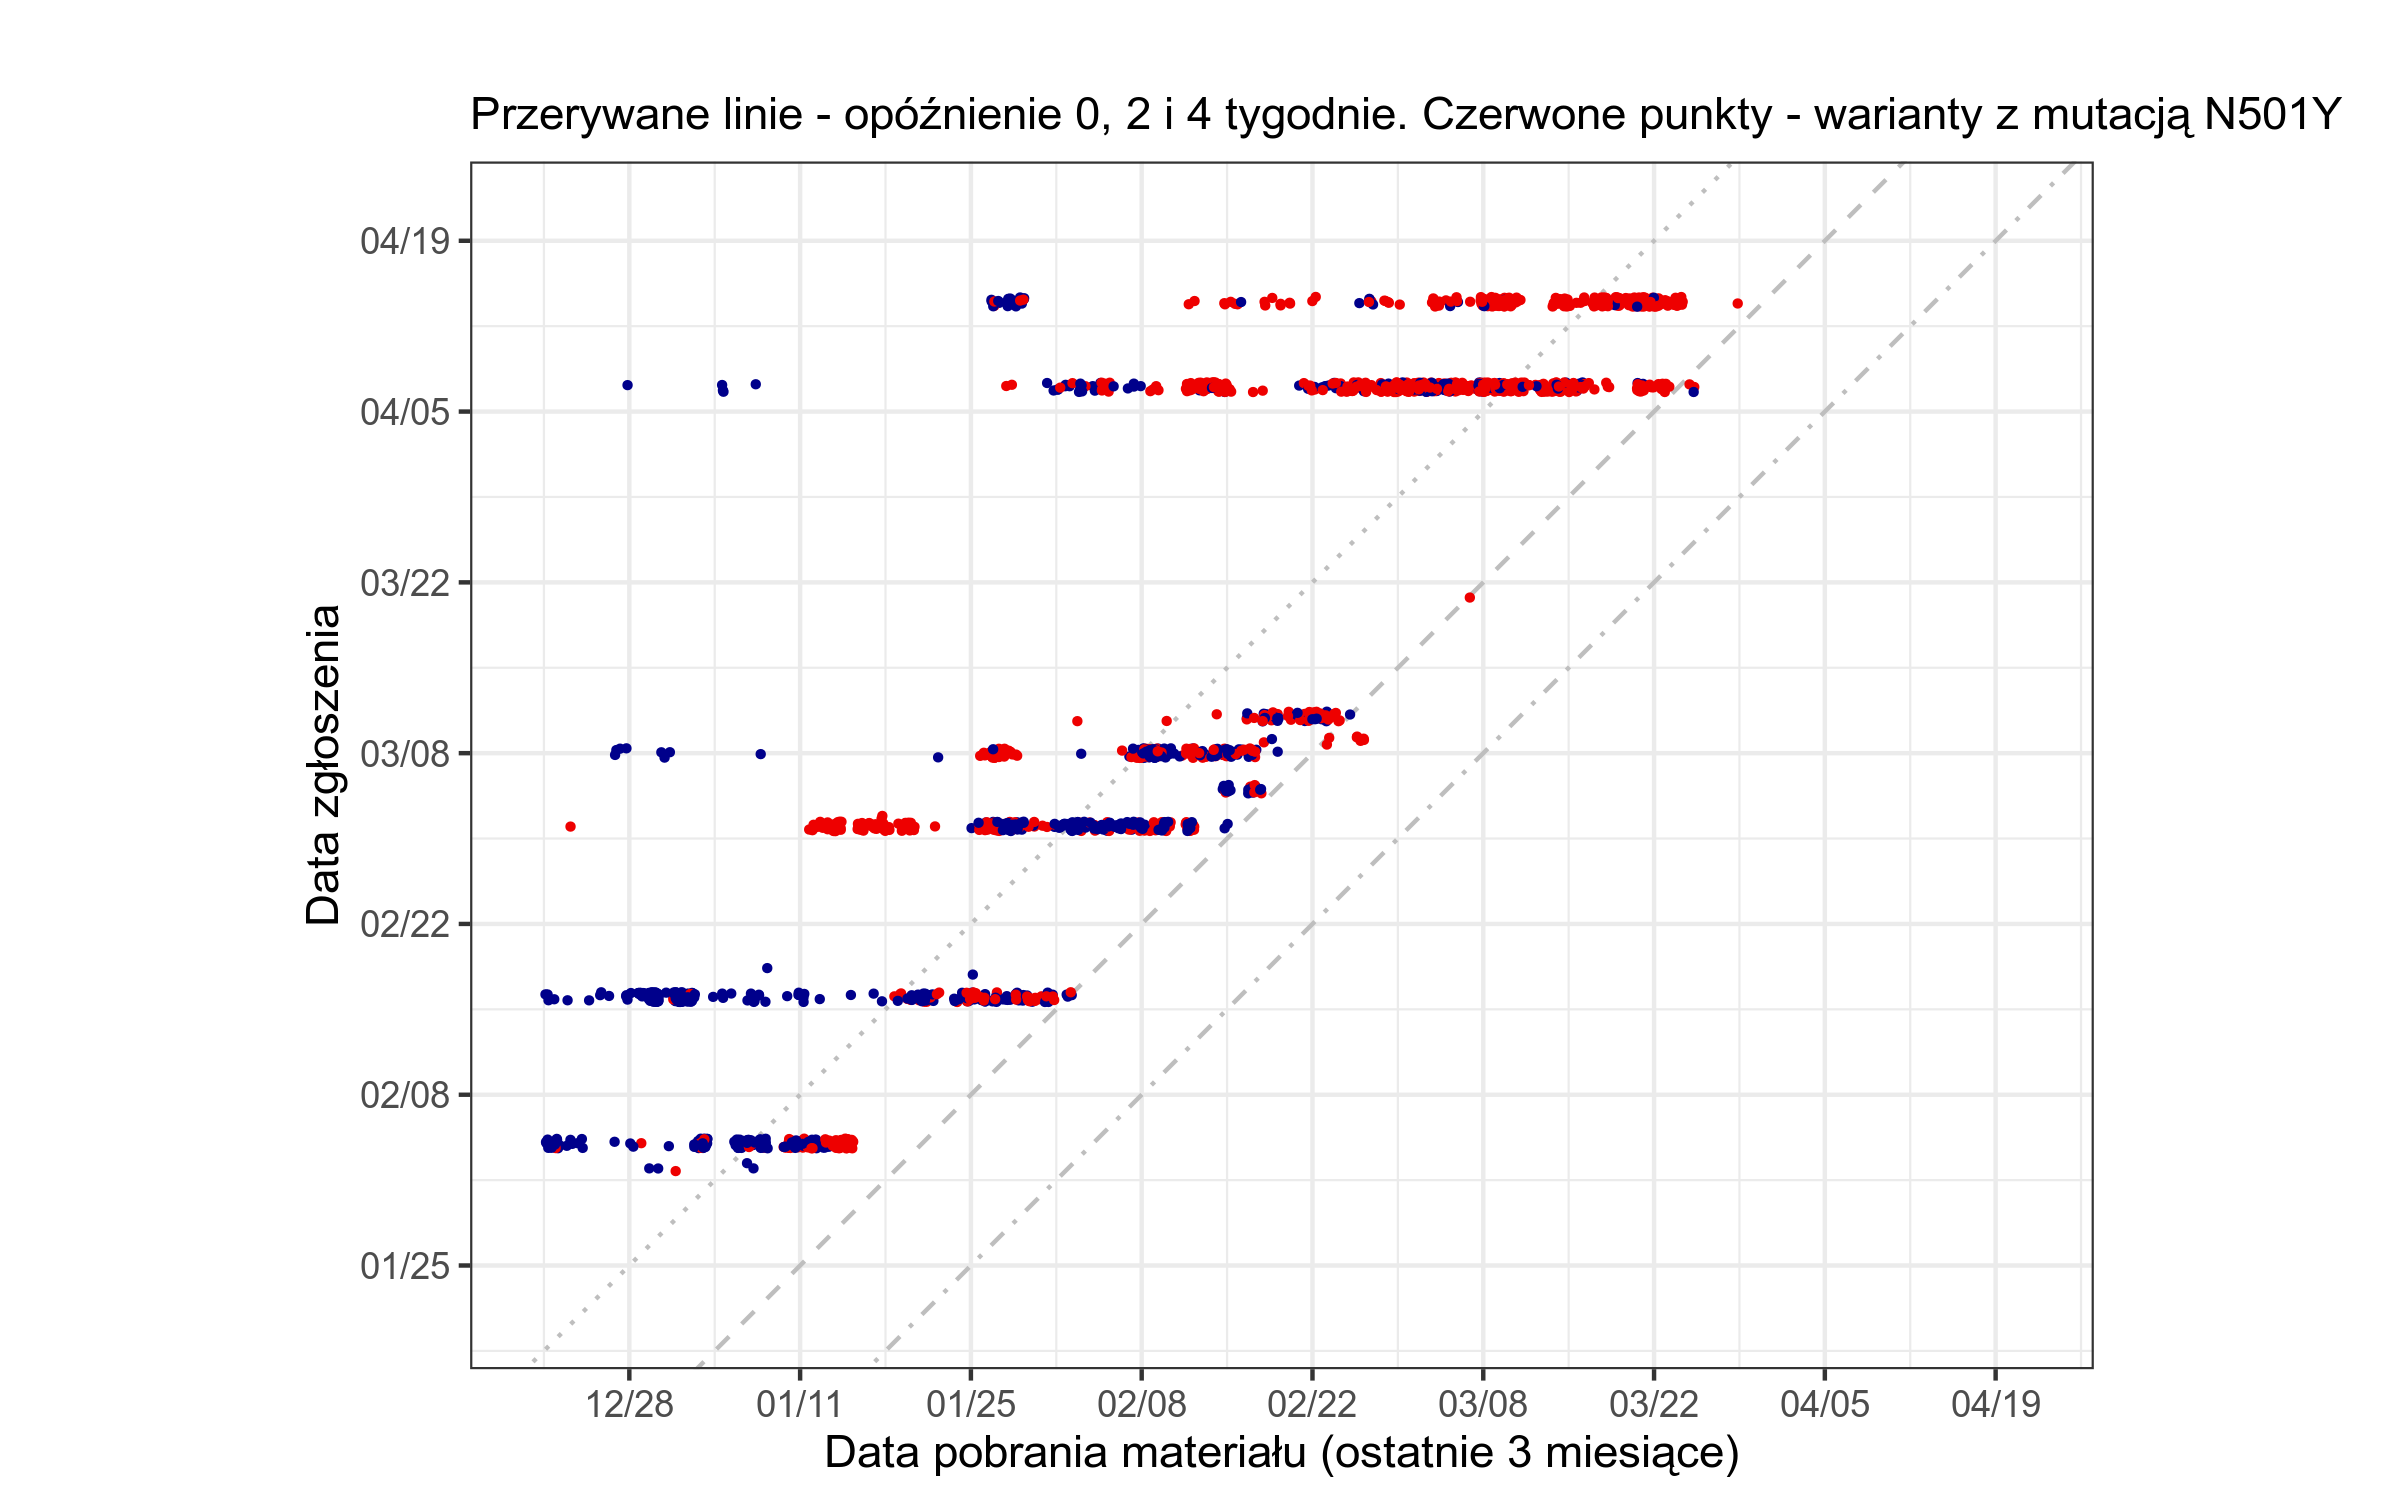 Przerywane linie - opóźnienie 0, 2 i 4 tygodnie. Czerwone punkty - warianty z mutacją N501Y
Data zgłoszenia
04/19
04/05
03/22
03/08
02/22
02/08
01/25
12/28 01/11 01/25 02/08 02/22 03/08 03/22 04/05 04/19
Data pobrania materiału (ostatnie 3 miesiące)